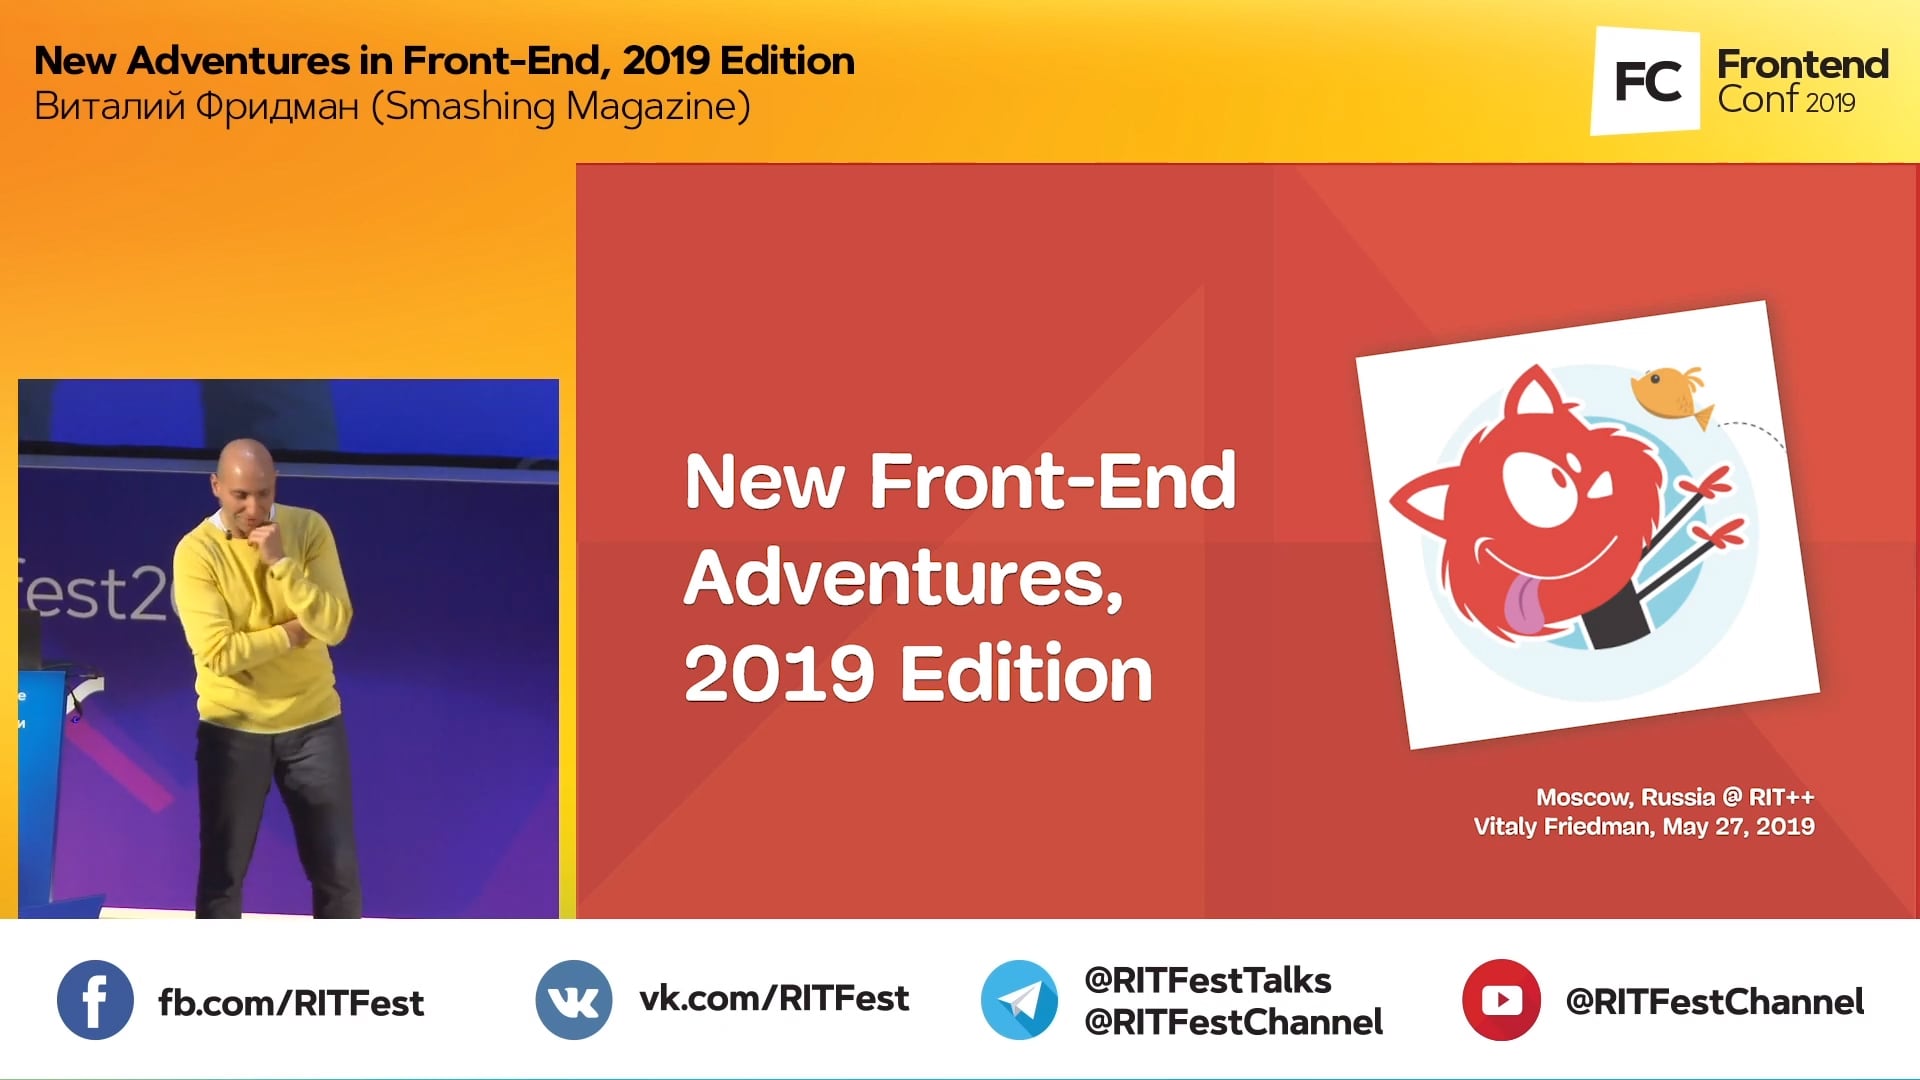 New Adventures in Front-End, 2019 Edition
Виталий Фридман (Smashing Magazine)
FC
Frontend
Conf 2019
New Front-End
Adventures,
2019 Edition
Moscow, Russia @ RIT++
Vitaly Friedman, May 27, 2019
fb.com/RITFest
vk.com/RITFest
@RITFestTalks
@RITFestChannel
@RITFestChannel